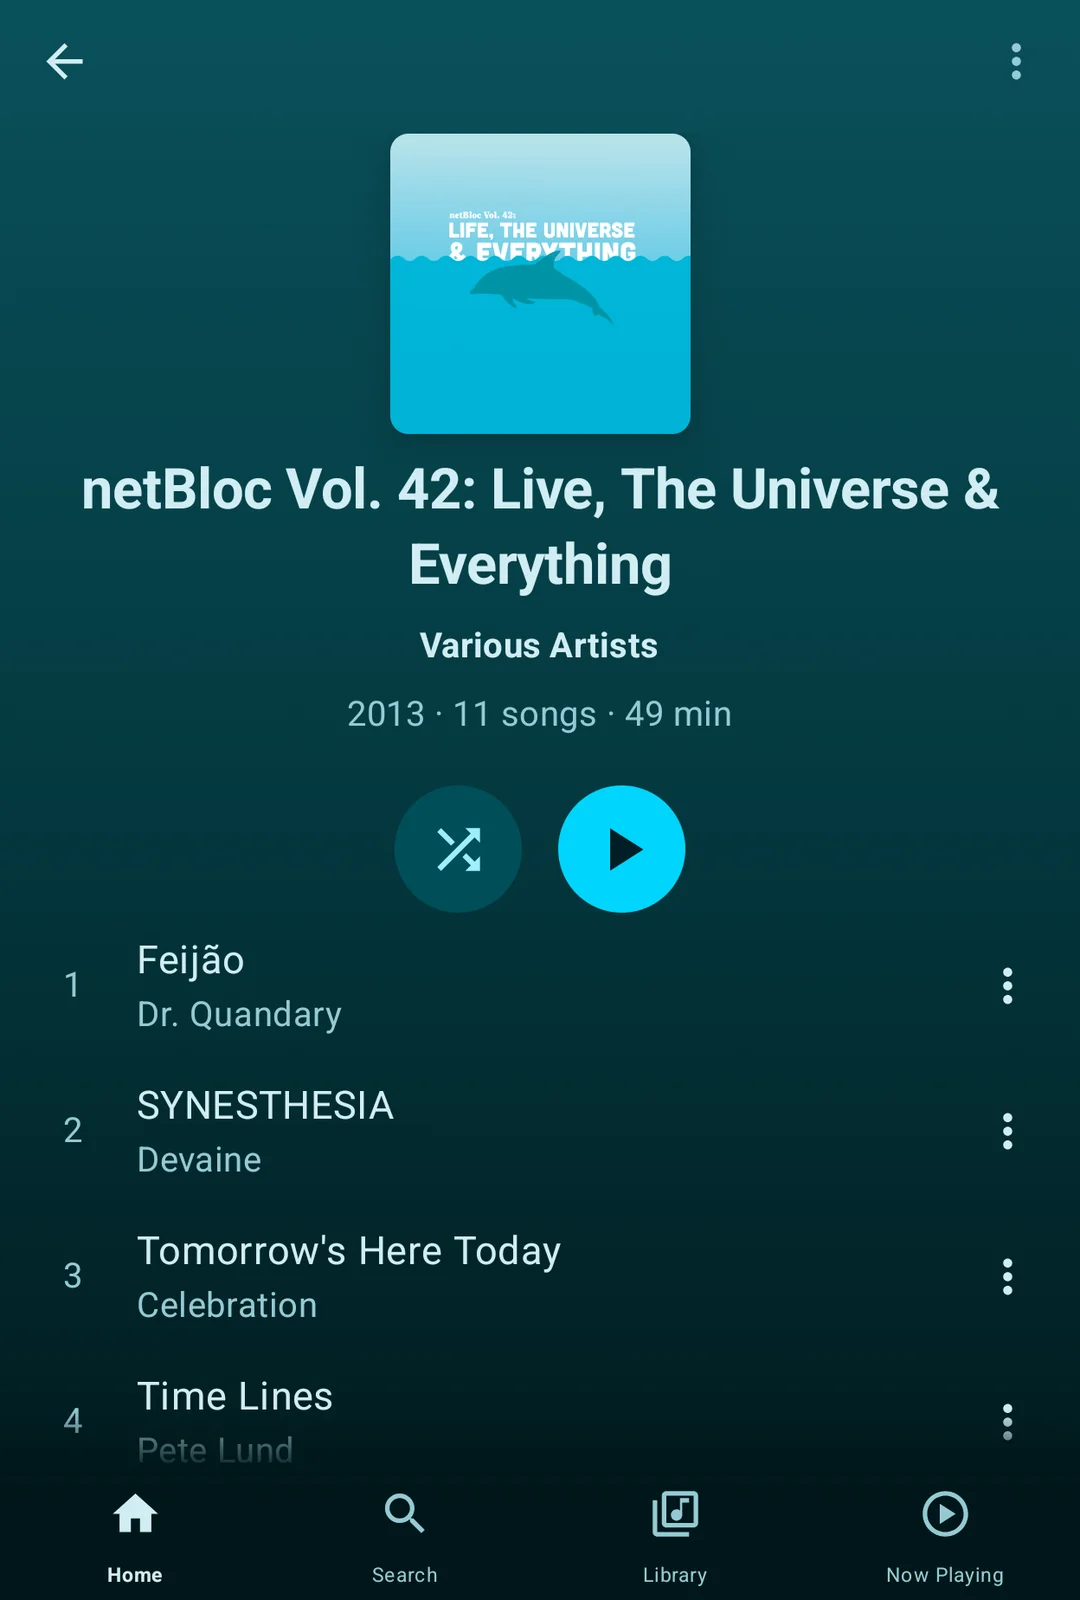 netBloc Vol. 42:
LIFE, THE UNIVERSE
& EVERYTHING
netBloc Vol. 42: Live, The Universe &
Everything
Various Artists
2013 · 11 songs · 49 min
1
Feijão
Dr. Quandary
2
SYNESTHESIA
Devaine
3
Tomorrow's Here Today
Celebration
4
Time Lines
Pete Lund
Home
Search
Library
Now Playing